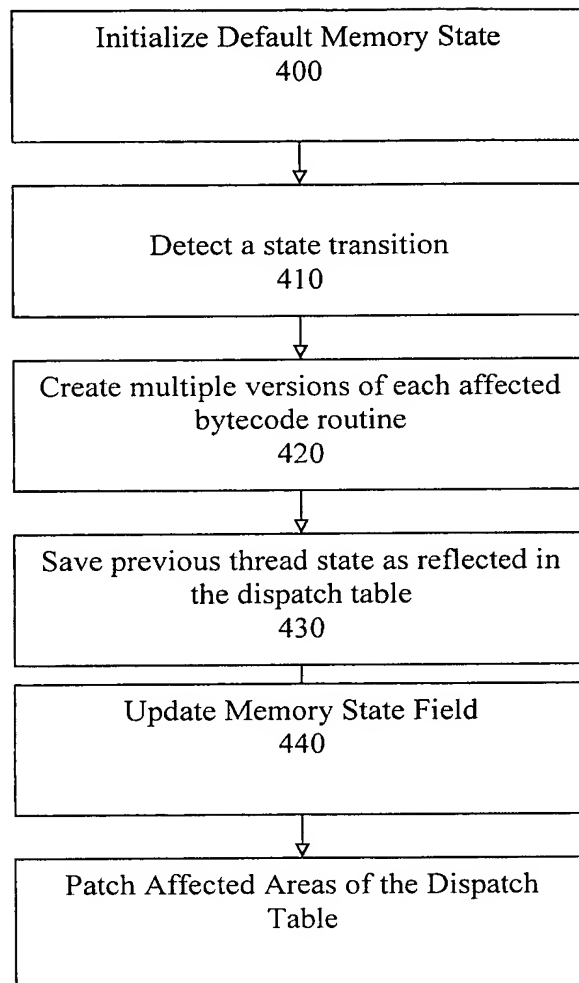 Initialize Default Memory State
400
Detect a state transition
410
Create multiple versions of each affected
bytecode routine
420
Save previous thread state as reflected in
the dispatch table
430
Update Memory State Field
440
Patch Affected Areas of the Dispatch
Table